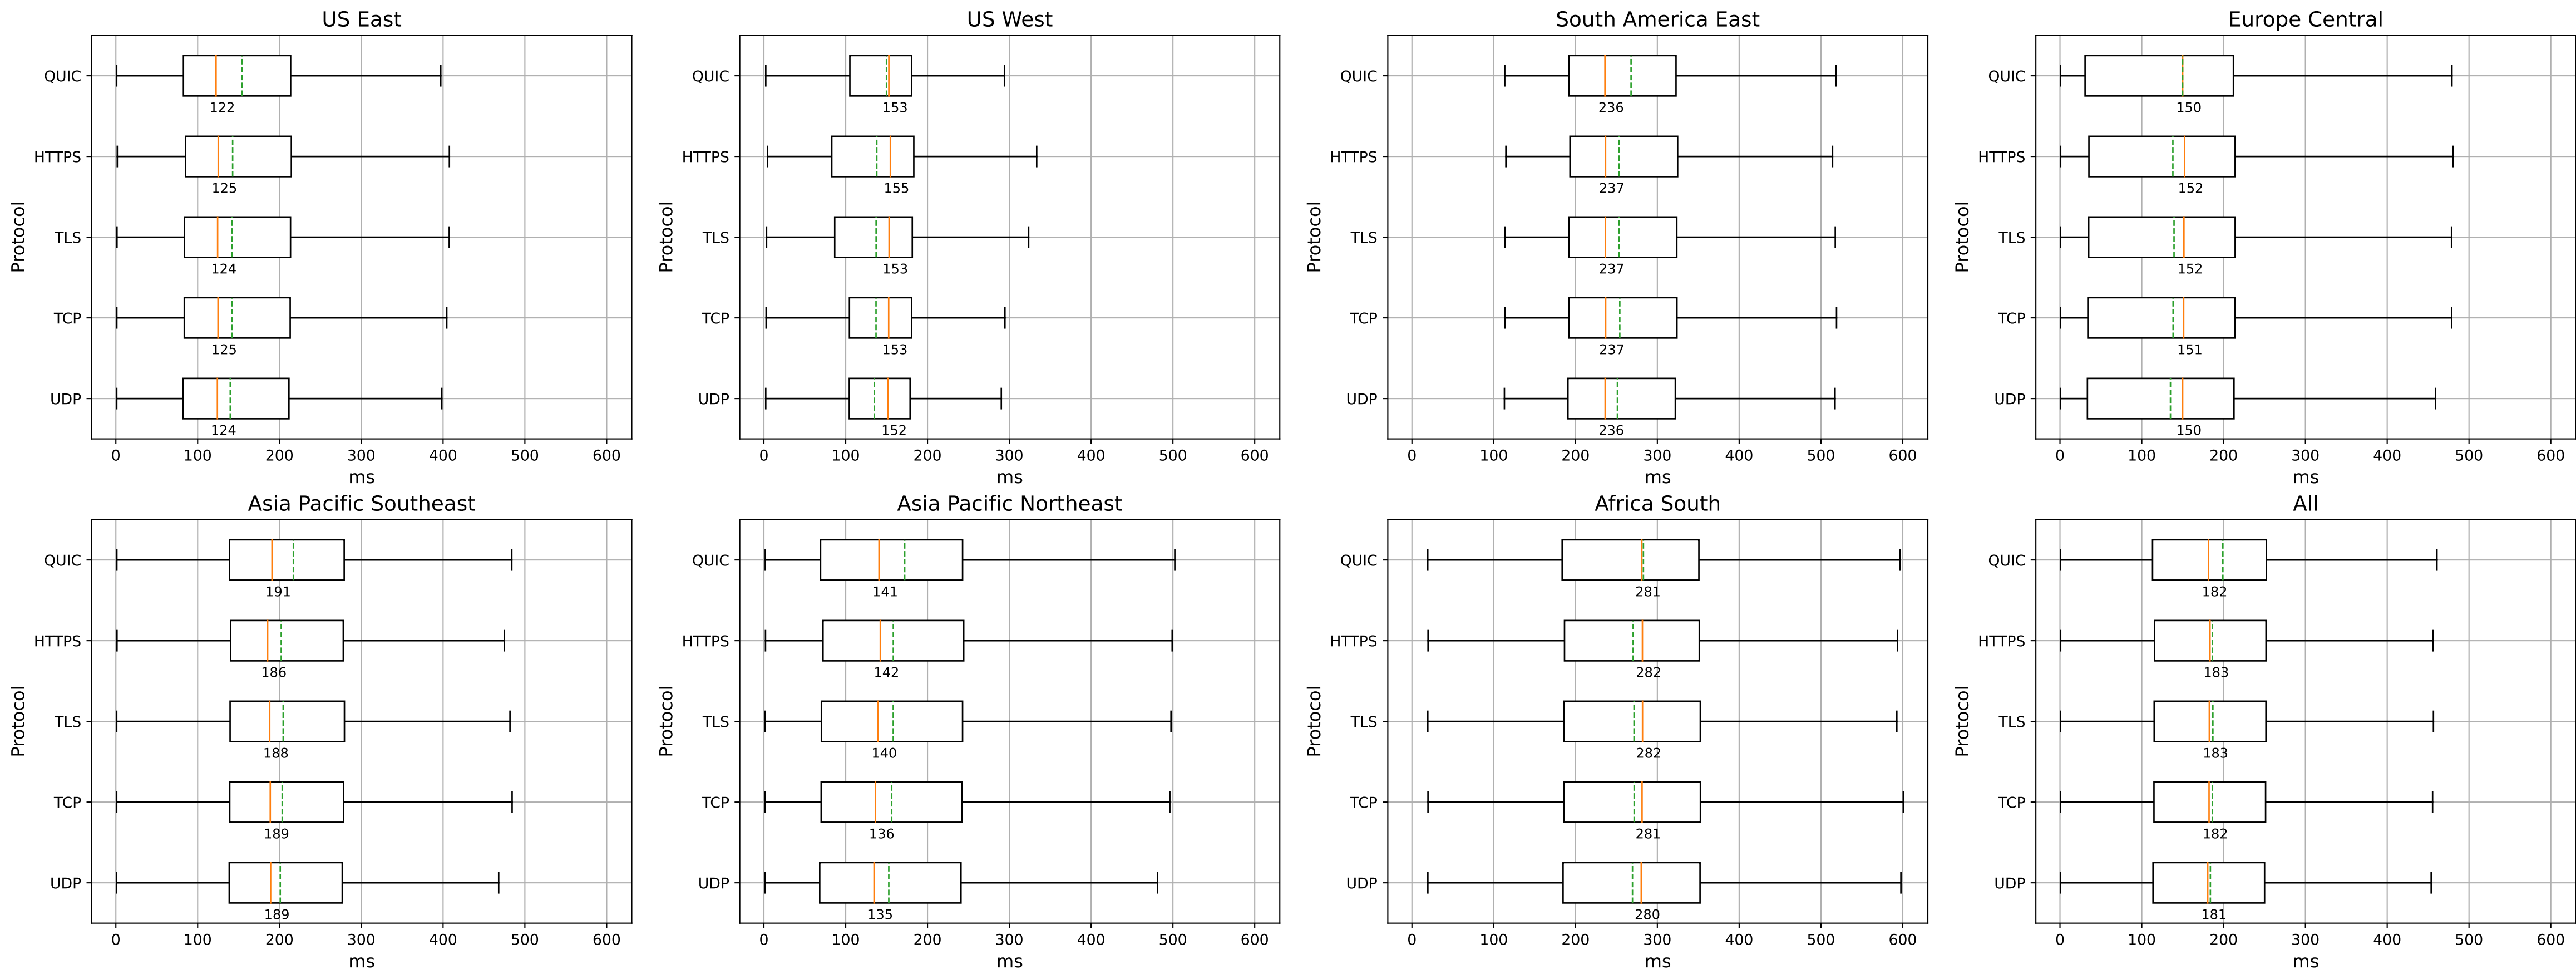 US East
QUIC
122
HTTPS
125
TLS
124
TCP
125
UDP
124
Protocol
0 100 200 300 400 500 600
ms
US West
QUIC
153
HTTPS
155
TLS
153
TCP
153
UDP
152
Protocol
0 100 200 300 400 500 600
ms
South America East
QUIC
236
HTTPS
237
TLS
237
TCP
237
UDP
236
Protocol
0 100 200 300 400 500 600
ms
Europe Central
QUIC
150
HTTPS
152
TLS
152
TCP
151
UDP
150
Protocol
0 100 200 300 400 500 600
ms
Asia Pacific Southeast
QUIC
191
HTTPS
186
TLS
188
TCP
189
UDP
189
Protocol
0 100 200 300 400 500 600
ms
Asia Pacific Northeast
QUIC
141
HTTPS
142
TLS
140
TCP
136
UDP
135
Protocol
0 100 200 300 400 500 600
ms
Africa South
QUIC
281
HTTPS
282
TLS
282
TCP
281
UDP
280
Protocol
0 100 200 300 400 500 600
ms
All
QUIC
182
HTTPS
183
TLS
183
TCP
182
UDP
181
Protocol
0 100 200 300 400 500 600
ms